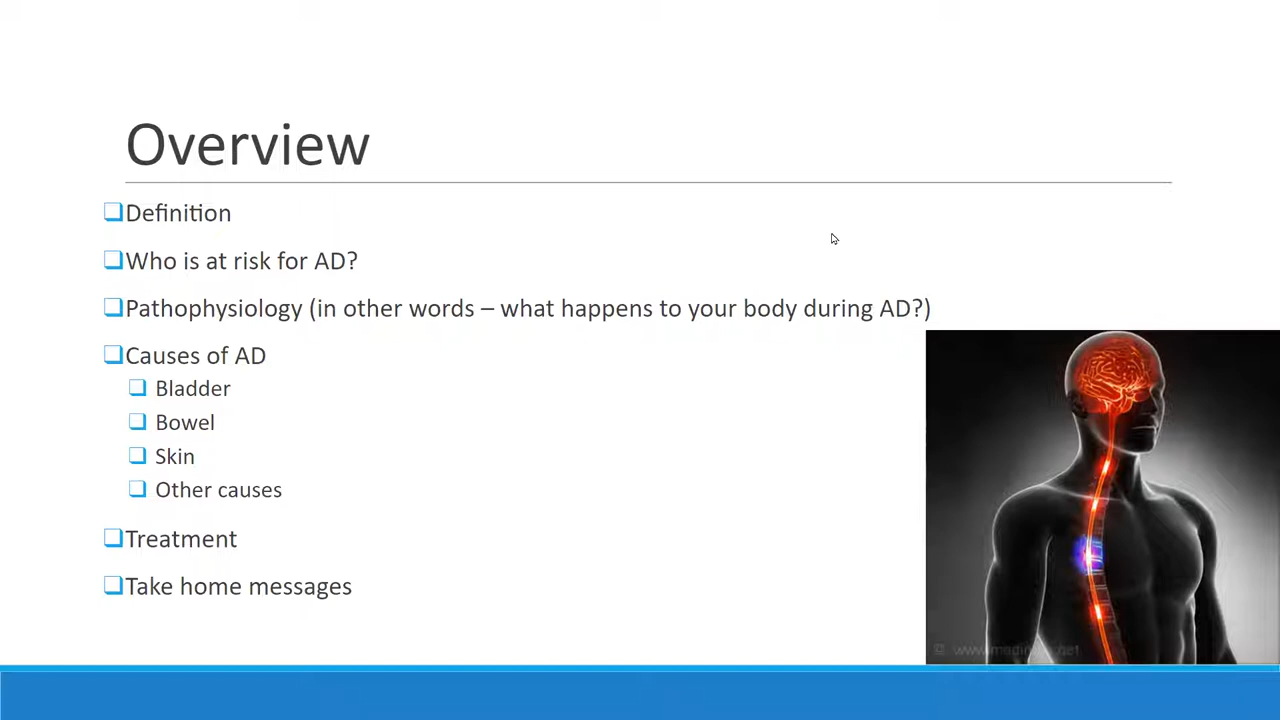 Overview
❑Definition
❑Who is at risk for AD?
❑Pathophysiology (in other words – what happens to your body during AD?)
❑Causes of AD
❑ Bladder
❑ Bowel
❑ Skin
❑ Other causes
❑Treatment
❑Take home messages